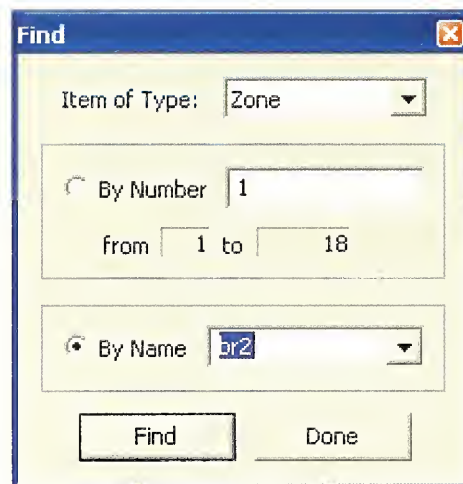 Find
Item of Type: Zone
By Number 1
from 1 to 18
By Name br2
Find Done